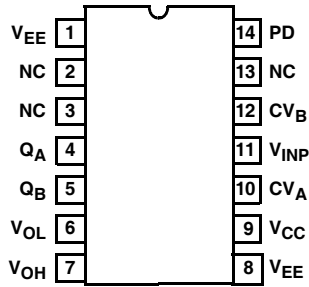 VEE 1 14 PD
NC 2 13 NC
NC 3 12 CVB
QA 4 11 VINP
QB 5 10 CVA
VOL 6 9 VCC
VOH 7 8 VEE